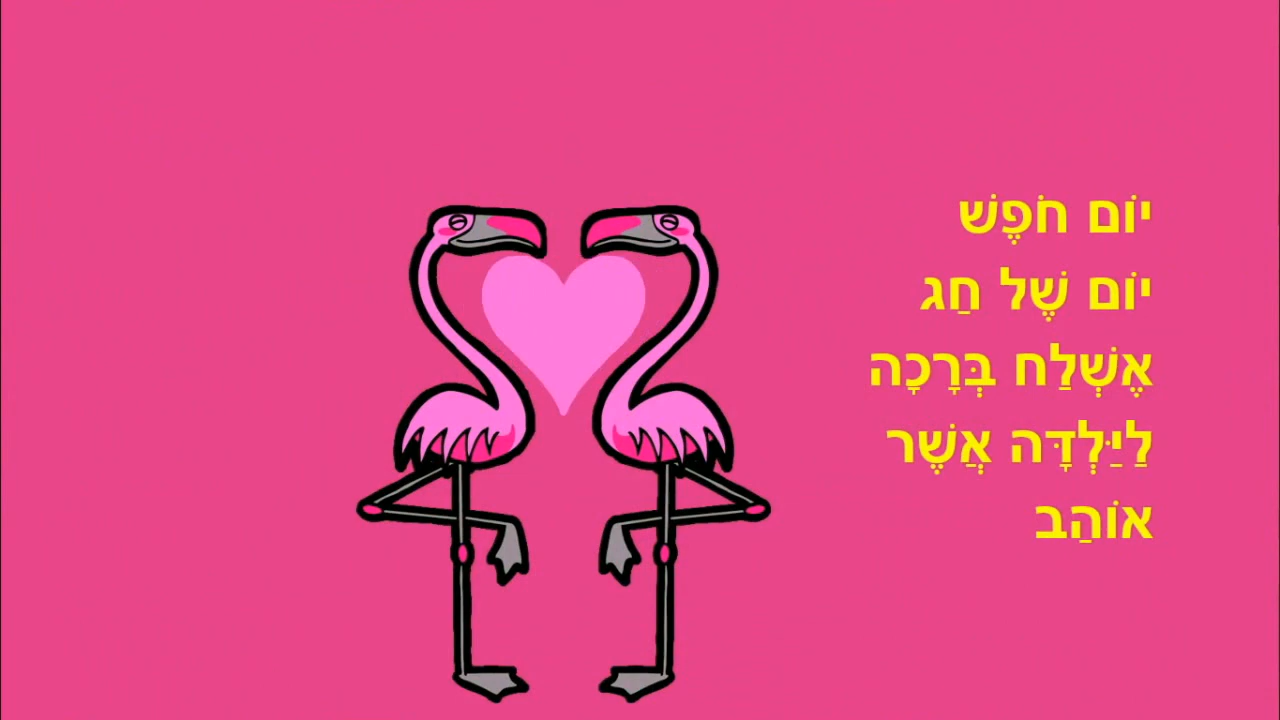 יוֹם חֹפֶשׁ
יוֹם שֶׁל חַג
אֶשְׁלַח בְּרָכָה
לַיַּלְדָּה אֲשֶׁר
אוֹהַב